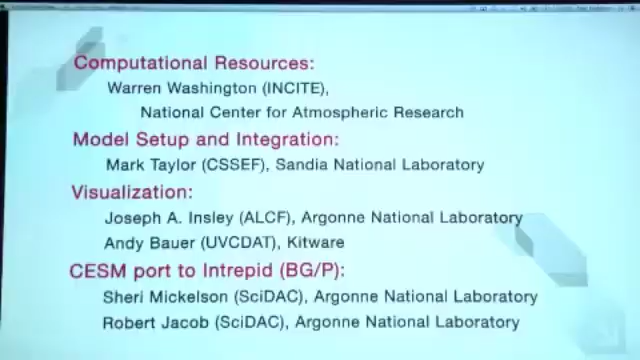 Computational Resources:
Warren Washington (INCITE),
National Center for Atmospheric Research
Model Setup and Integration:
Mark Taylor (CSSEF), Sandia National Laboratory
Visualization:
Joseph A. Insley (ALCF), Argonne National Laboratory
Andy Bauer (UVCDAT), Kitware
CESM port to Intrepid (BG/P):
Sheri Mickelson (SciDAC), Argonne National Laboratory
Robert Jacob (SciDAC), Argonne National Laboratory